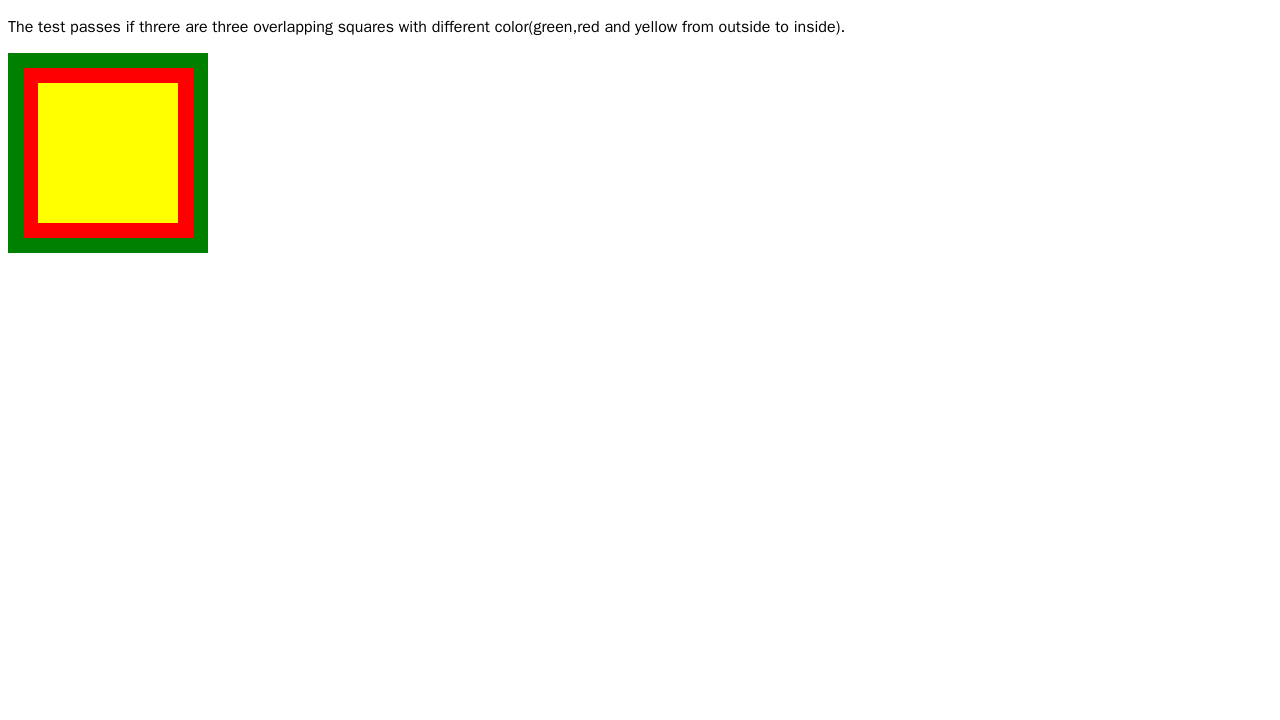 The test passes if threre are three overlapping squares with different color(green,red and yellow from outside to inside).